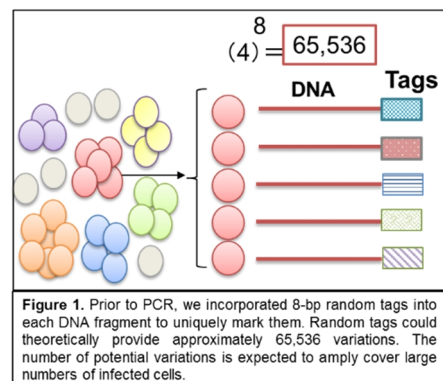 8
(4) = 65,536
DNA Tags
Figure 1. Prior to PCR, we incorporated 8-bp random tags into
each DNA fragment to uniquely mark them. Random tags could
theoretically provide approximately 65,536 variations. The
number of potential variations is expected to amply cover large
numbers of infected cells.